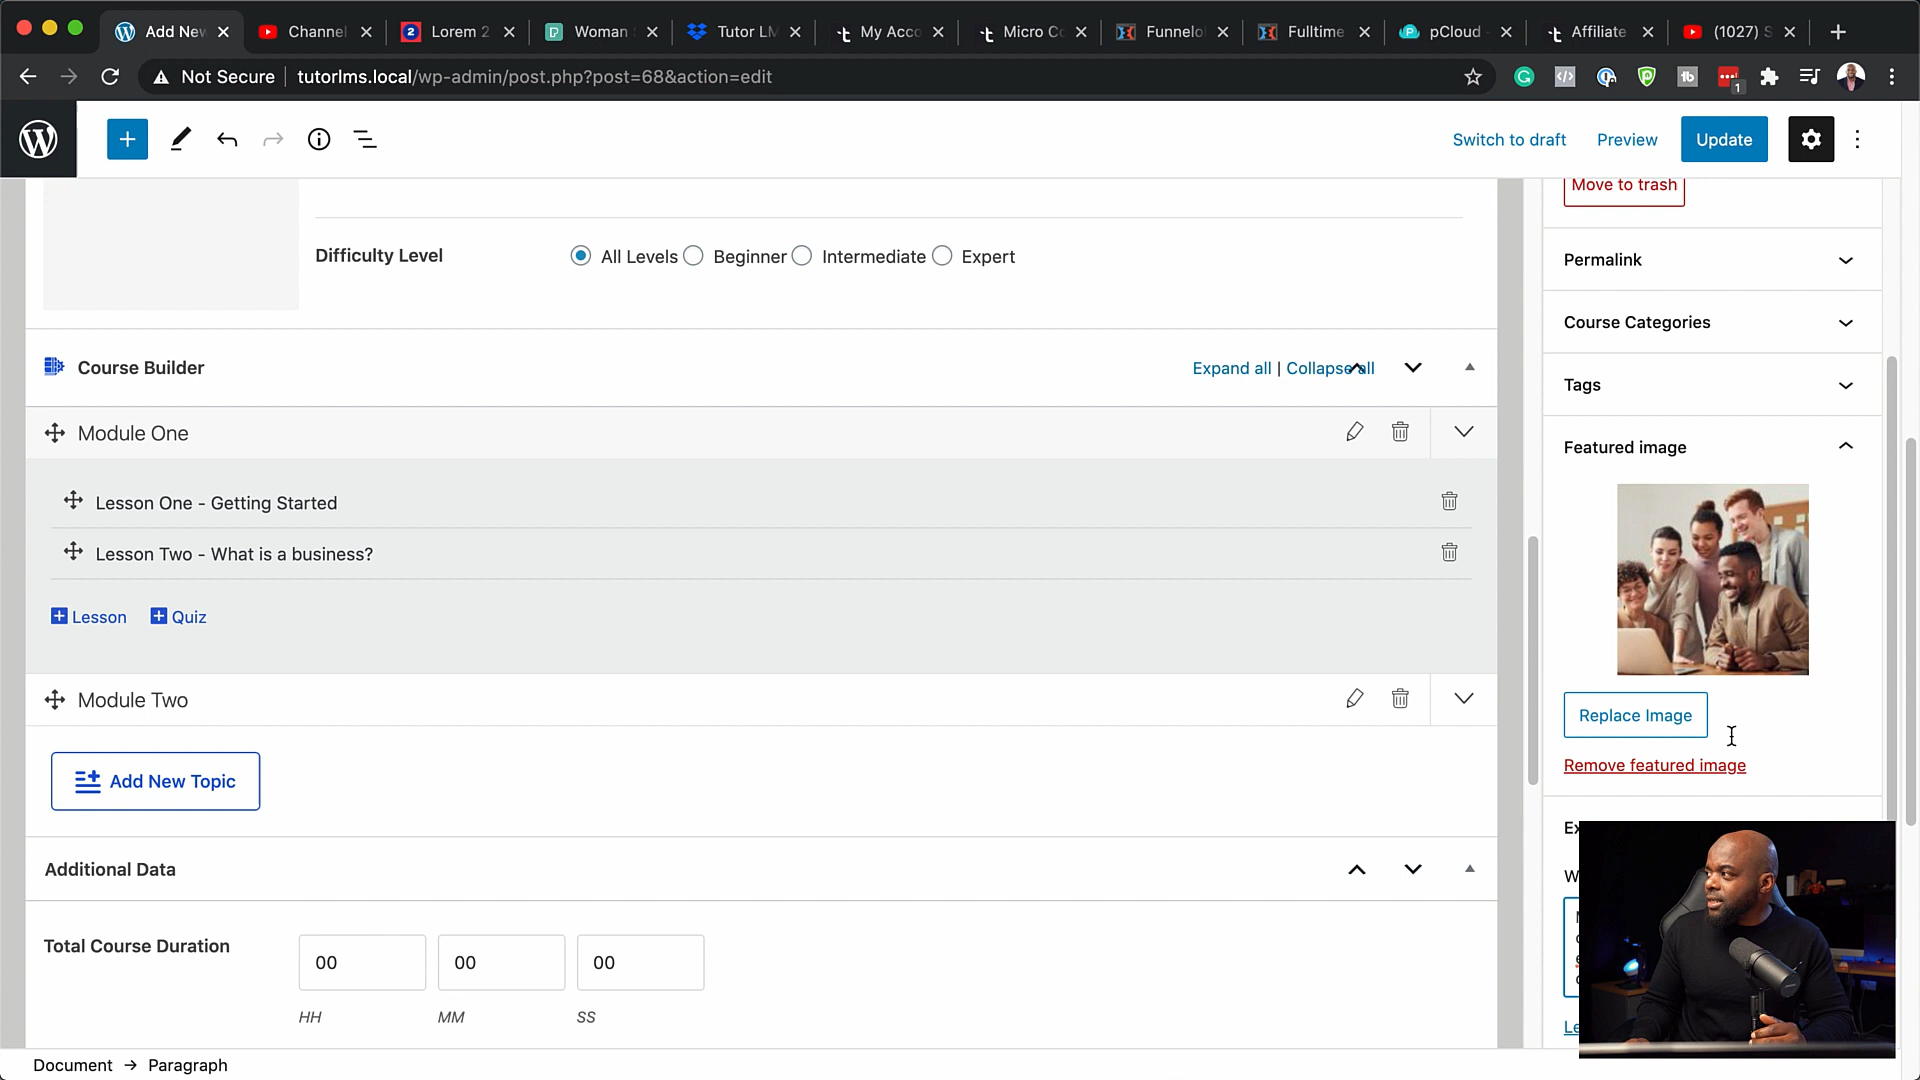 Add New
Channel
Lorem 2
Woman
Tutor LM
My Acco
Micro Co
Funnelo
Fulltime
pCloud
Affiliate
(1027) S
Not Secure
tutorlms.local/wp-admin/post.php?post=68&action=edit
1
Switch to draft
Preview
Update
Move to trash
Difficulty Level
All Levels
Beginner
Intermediate
Expert
Permalink
Course Categories
Course Builder
Expand all | Collapse all
Tags
Module One
Featured image
Lesson One - Getting Started
Lesson Two - What is a business?
Lesson
Quiz
Module Two
Replace Image
Remove featured image
Add New Topic
Additional Data
Total Course Duration
00
00
00
HH
MM
SS
Document → Paragraph